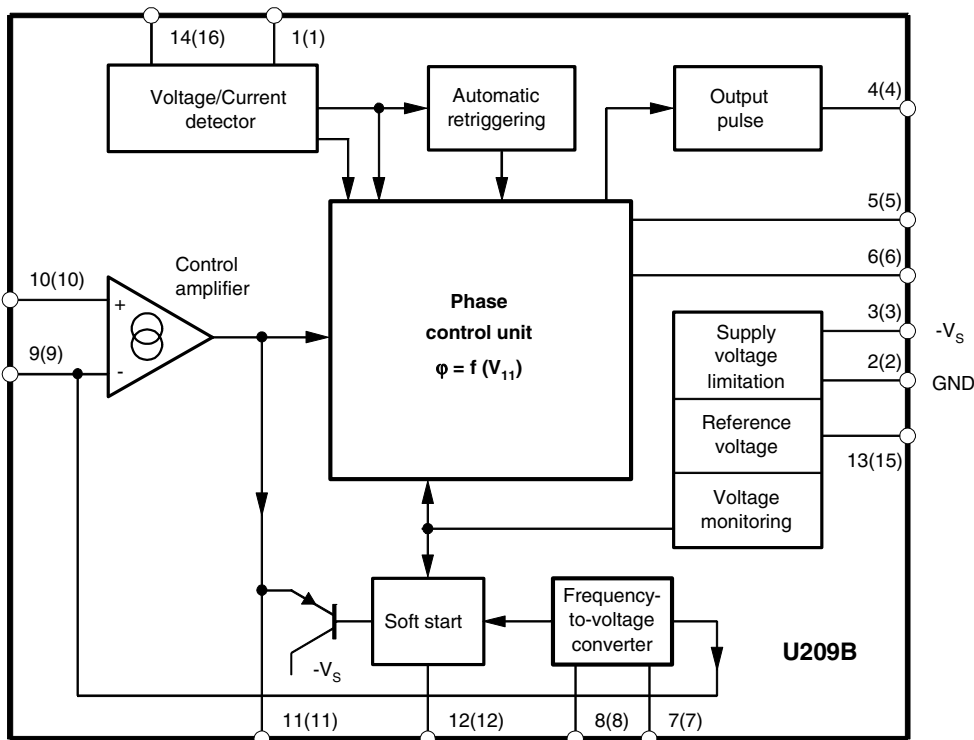 14(16)
1(1)
Voltage/Current
detector
Automatic
retriggering
Output
pulse
4(4)
5(5)
6(6)
10(10)
Control
amplifier
+
9(9)
-
Phase
control unit
φ = f (V11)
3(3)
-VS
Supply
voltage
limitation
2(2)
GND
Reference
voltage
13(15)
Voltage
monitoring
Soft start
Frequency-
to-voltage
converter
U209B
-VS
11(11)
12(12)
8(8)
7(7)